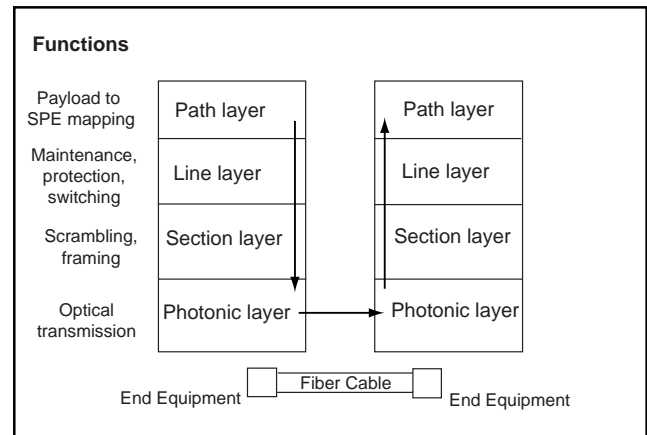 Functions
Payload to
SPE mapping
Path layer
Path layer
Maintenance,
protection,
switching
Line layer
Line layer
Scrambling,
framing
Section layer
Section layer
Optical
transmission
Photonic layer
Photonic layer
End Equipment
Fiber Cable
End Equipment